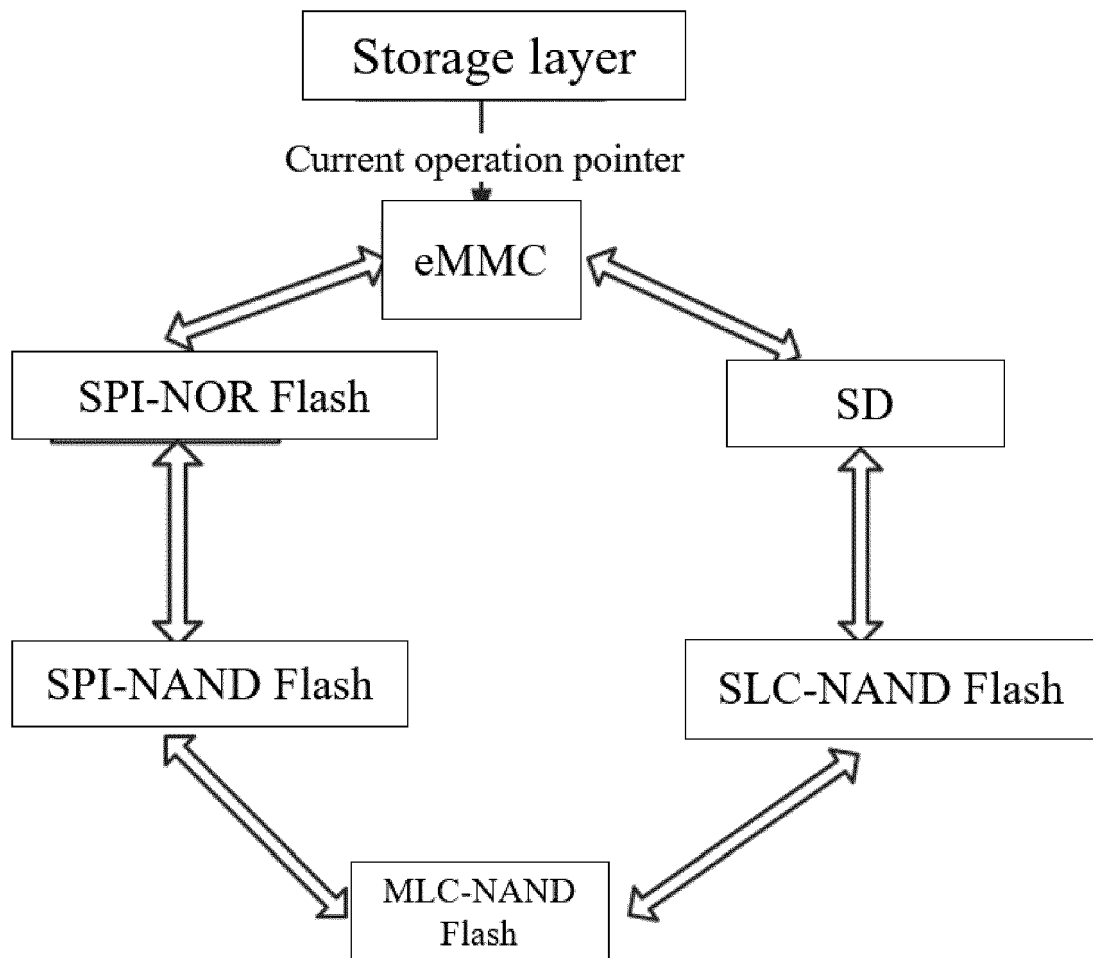 Storage layer
Current operation pointer
eMMC
SPI-NOR Flash
SD
SPI-NAND Flash
SLC-NAND Flash
MLC-NAND
Flash